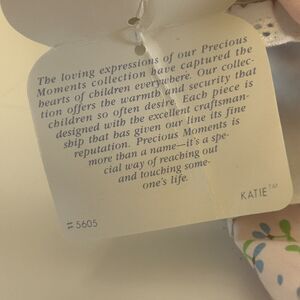 The loving expressions of our Precious
Moments collection have captured the
hearts of children everywhere. Our collec-
tion offers the warmth and security that
children so often desire. Each piece is
designed with the excellent craftsman-
ship that has given our line its fine
reputation. Precious Moments is
more than a name—it's a spe-
cial way of reaching out
and touching some-
one's life.
KATIE™
#5605